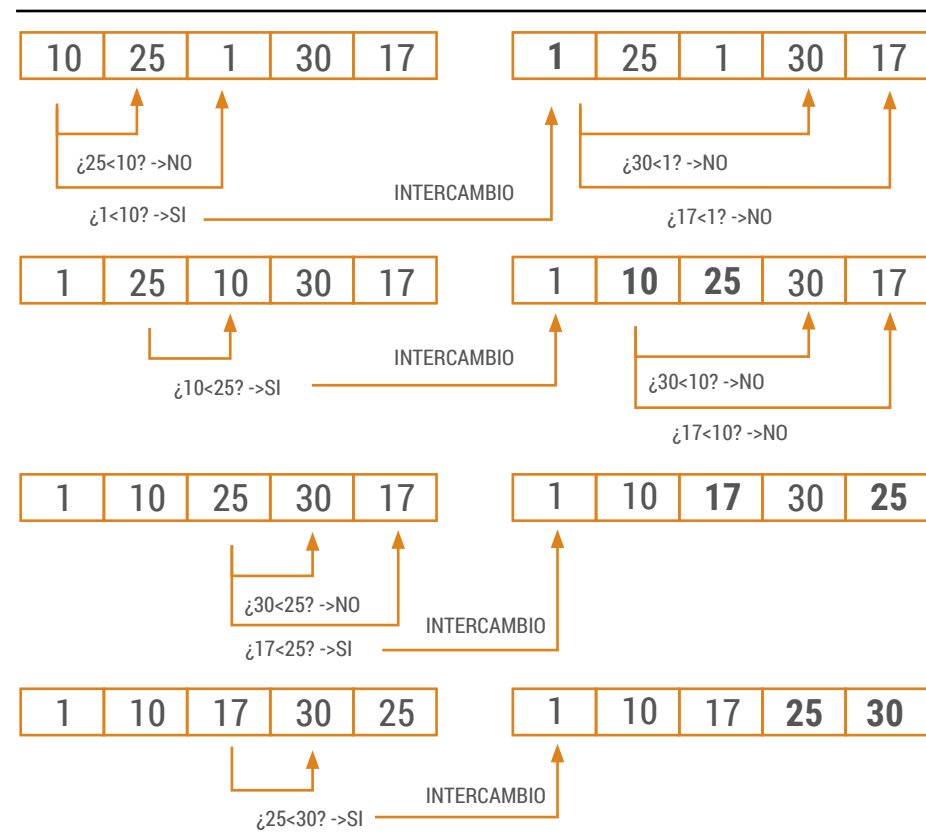 10 25 1 30 17
1 25 1 30 17
¿25<10? ->NO
¿30<1? ->NO
INTERCAMBIO
¿1<10? ->SI
¿17<1? ->NO
1 25 10 30 17
1 10 25 30 17
INTERCAMBIO
¿10<25? ->SI
¿30<10? ->NO
¿17<10? ->NO
1 10 25 30 17
1 10 17 30 25
¿30<25? ->NO
INTERCAMBIO
¿17<25? ->SI
1 10 17 30 25
1 10 17 25 30
INTERCAMBIO
¿25<30? ->SI